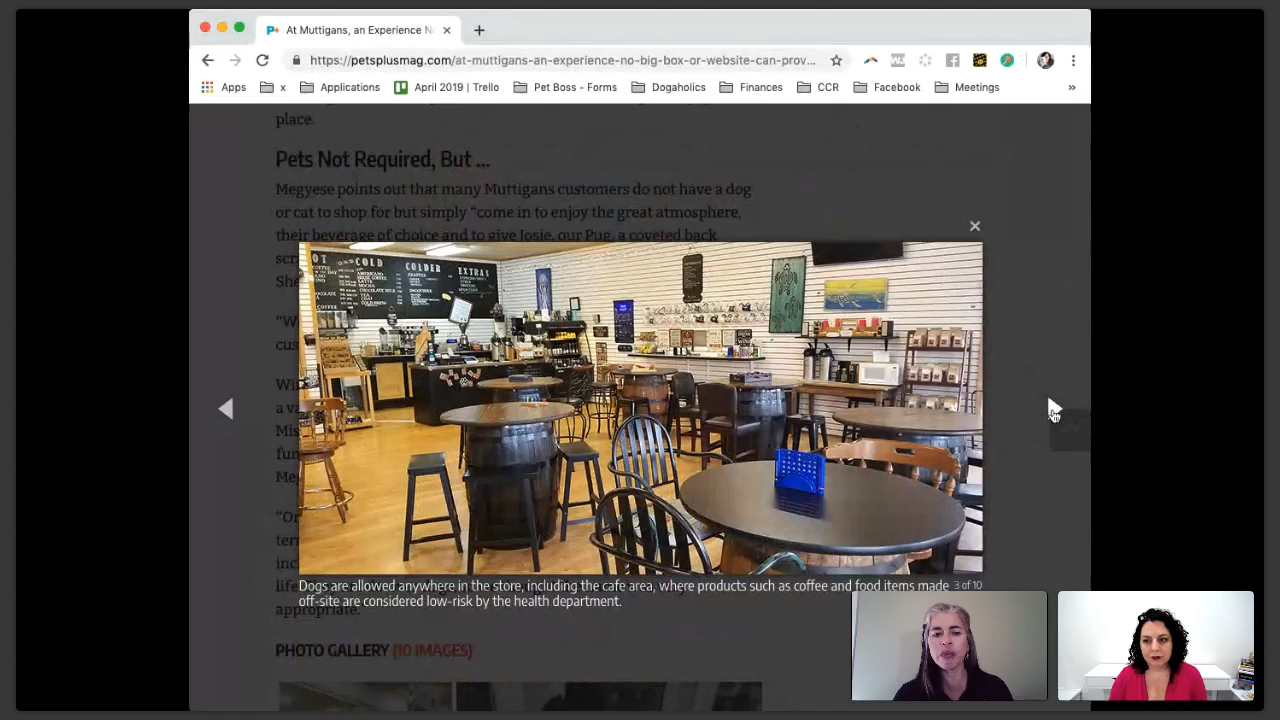 At Muttigans, an Experience N
https://petsplusmag.com/at-muttigans-an-experience-no-big-box-or-website-can-prov...
Apps
x
Applications
April 2019 | Trello
Pet Boss - Forms
Dogaholics
Finances
CCR
Facebook
Meetings
»
place.
Pets Not Required, But ...
Megyese points out that many Muttigans customers do not have a dog
or cat to shop for but simply “come in to enjoy the great atmosphere,
their beverage of choice and to give Josie, our Pug, a coveted back
COLD
COLDER
EXTRAS
Dogs are allowed anywhere in the store, including the cafe area, where products such as coffee and food items made
off-site are considered low-risk by the health department.
3 of 10
appropriate.
PHOTO GALLERY (10 IMAGES)